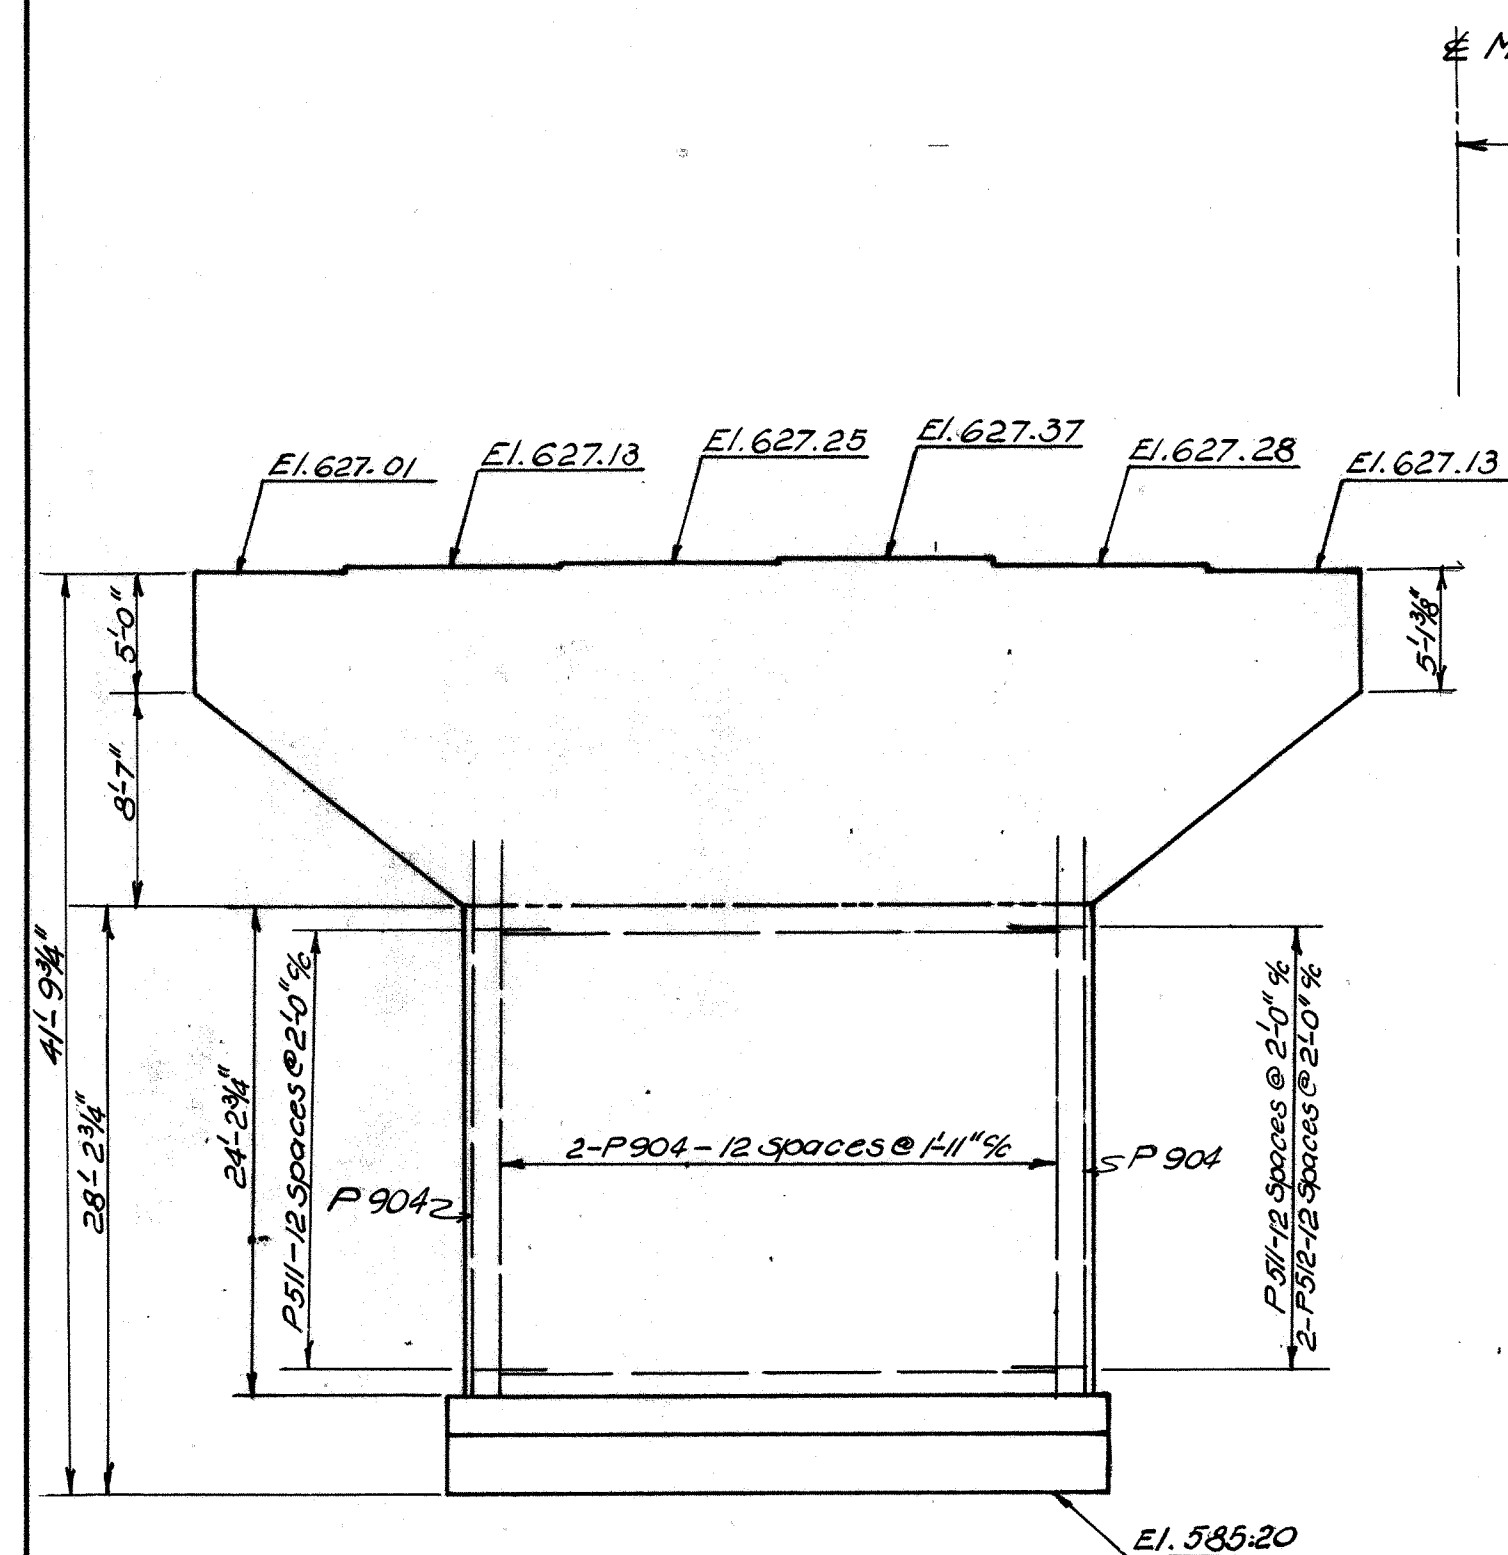 ℄ M
El. 627.37
El. 627.25
El. 627.13
El. 627.28
El. 627.01
El. 627.13
5'-0"
5'-1⅜"
8'-7"
41'-9¾"
28'-2¾"
24'-2¾"
P511-12 Spaces @ 2'-0" c/c
P 904
2-P904-12 Spaces @ 1'-11" c/c
P 904
P511-12 Spaces @ 2'-0" c/c
2-P512-12 Spaces @ 2'-0" c/c
El. 585.20